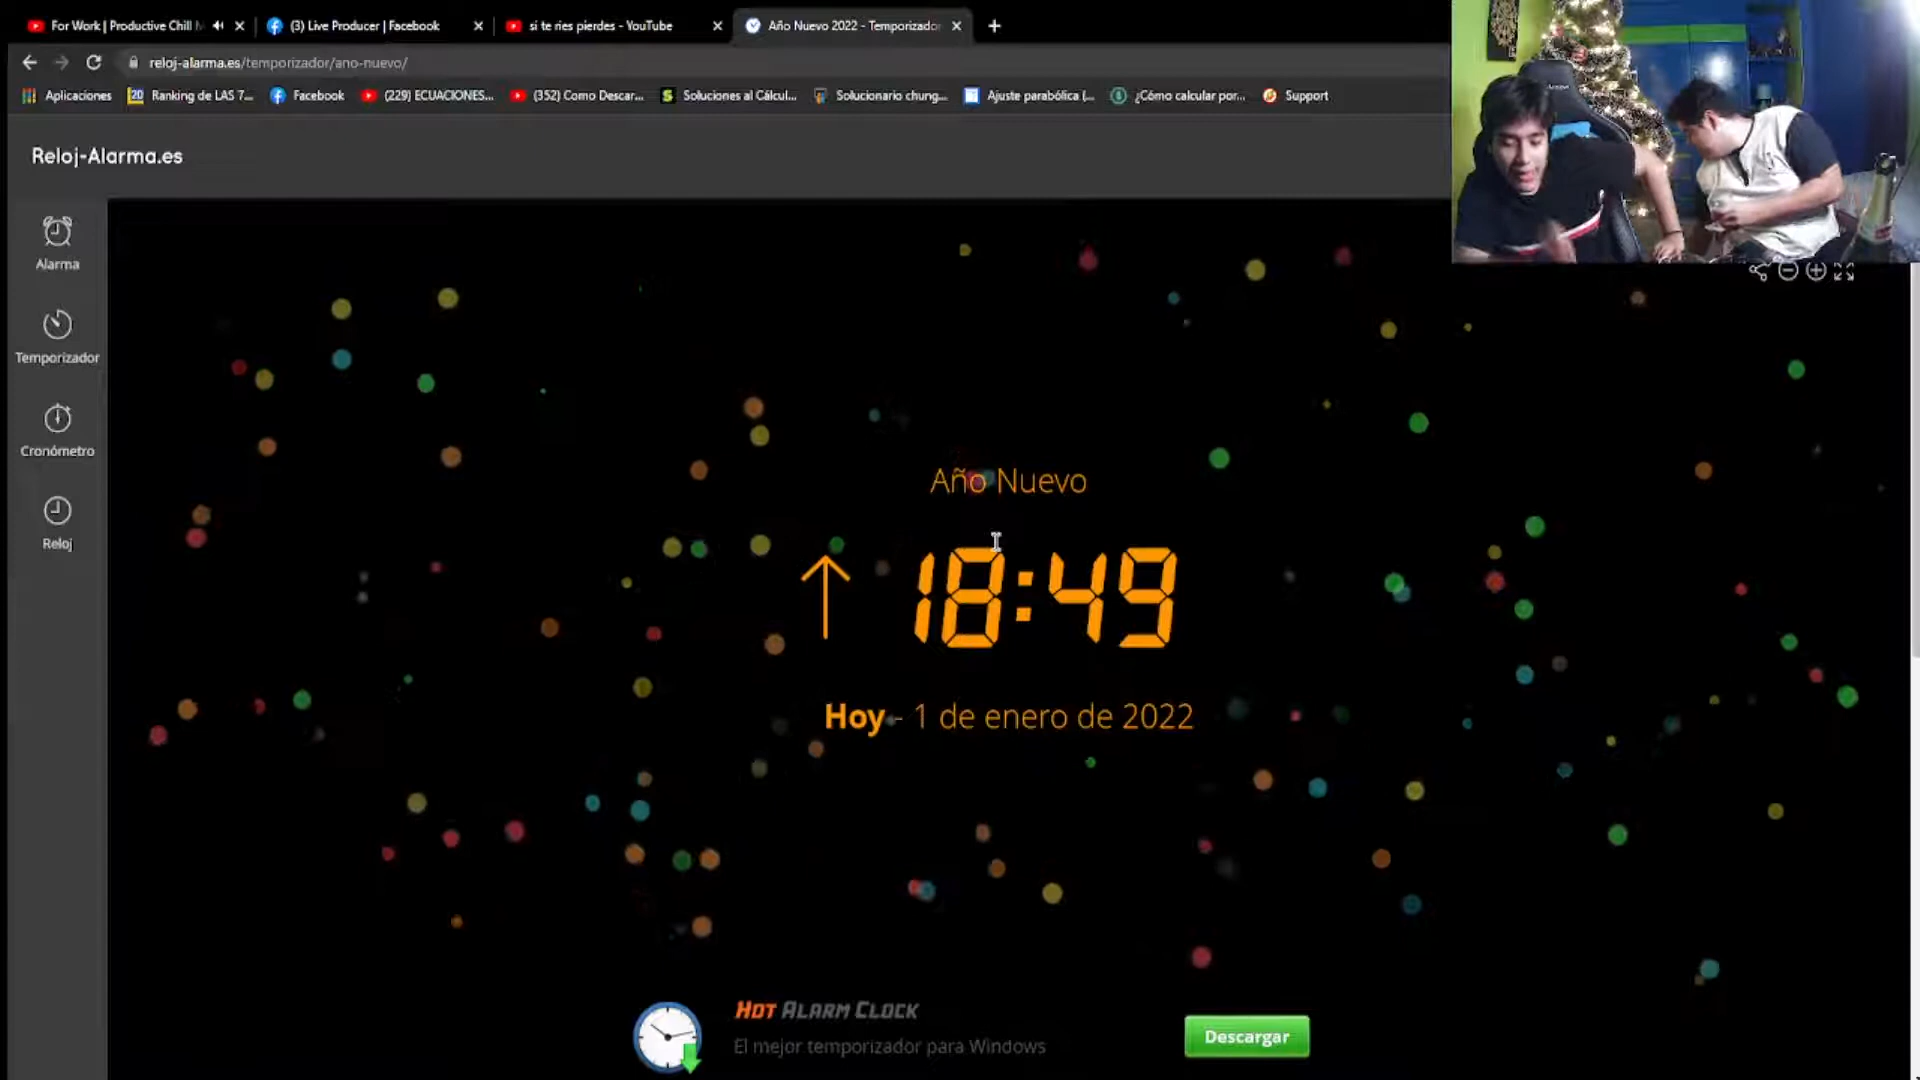 For Work | Productive Chill
(3) Live Producer | Facebook
si te ries pierdes - YouTube
Año Nuevo 2022 - Temporizador
reloj-alarma.es/temporizador/ano-nuevo/
Aplicaciones
Ranking de LAS 7...
Facebook
(229) ECUACIONES...
(352) Como Descar...
Soluciones al Cálcul...
Solucionario chung...
Ajuste parabólica (...
¿Cómo calcular por...
Support
Reloj-Alarma.es
Alarma
Temporizador
Cronómetro
Reloj
Año Nuevo
18:49
Hoy - 1 de enero de 2022
HOT ALARM CLOCK
El mejor temporizador para Windows
Descargar